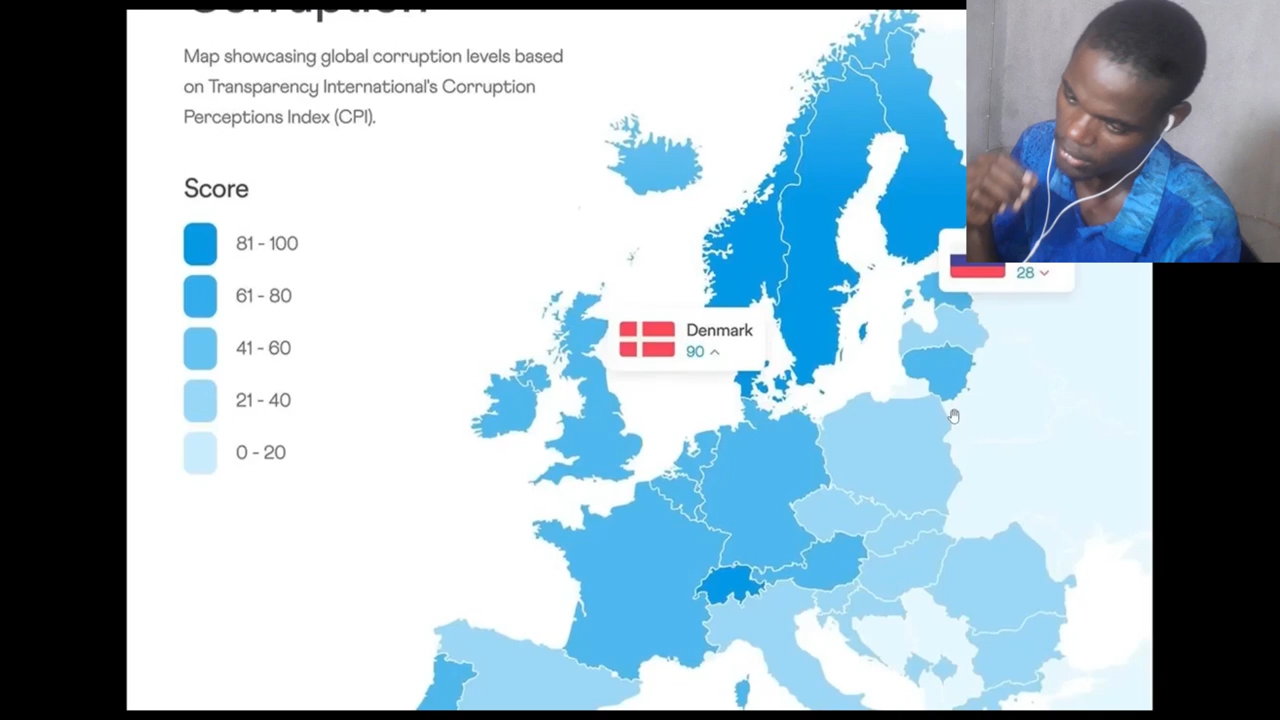 Corruption
Map showcasing global corruption levels based
on Transparency International's Corruption
Perceptions Index (CPI).
Score
81 - 100
61 - 80
41 - 60
21 - 40
0 - 20
Denmark
90
28